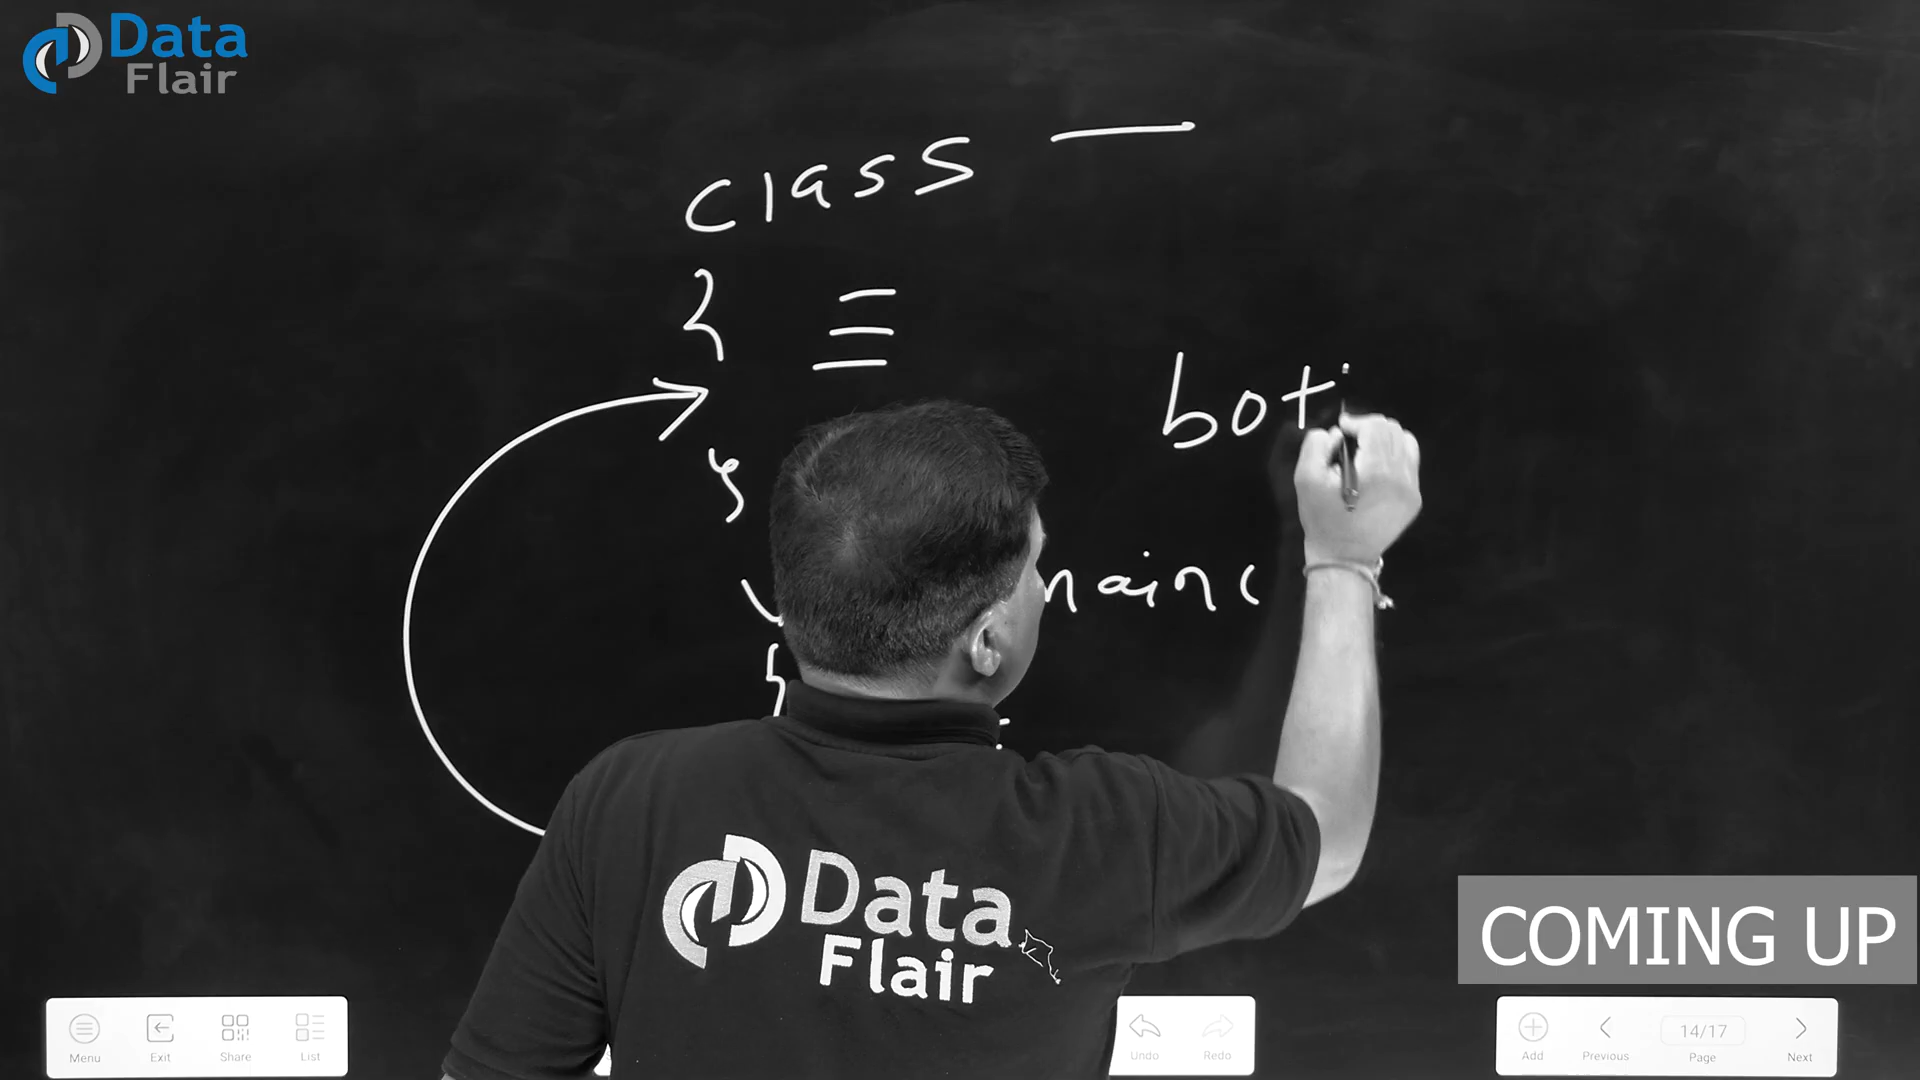 Data
Flair
class
{
}
main(
bot
Data
Flair
COMING UP
Menu Exit Share List
Undo Redo
Add Previous 14/17 Page Next